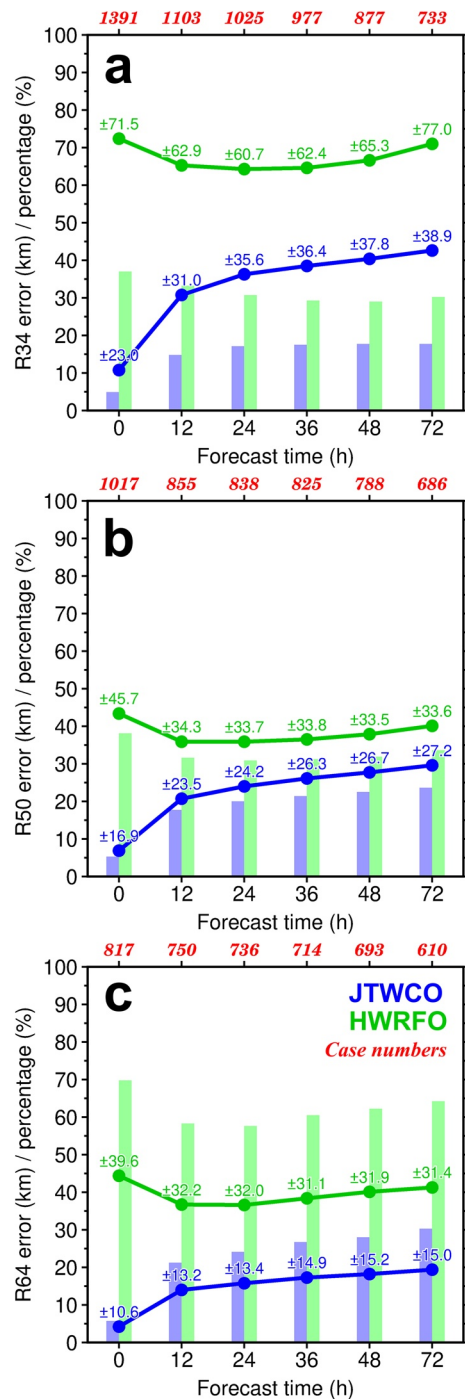 1391 1103 1025 977 877 733
a
R34 error (km) / percentage (%)
100
90
80
70
60
50
40
30
20
10
0
±71.5 ±62.9 ±60.7 ±62.4 ±65.3 ±77.0
±23.0 ±31.0 ±35.6 ±36.4 ±37.8 ±38.9
0 12 24 36 48 72
Forecast time (h)
1017 855 838 825 788 686
b
R50 error (km) / percentage (%)
100
90
80
70
60
50
40
30
20
10
0
±45.7 ±34.3 ±33.7 ±33.8 ±33.5 ±33.6
±16.9 ±23.5 ±24.2 ±26.3 ±26.7 ±27.2
0 12 24 36 48 72
Forecast time (h)
817 750 736 714 693 610
c
JTWCO
HWRFO
Case numbers
R64 error (km) / percentage (%)
100
90
80
70
60
50
40
30
20
10
0
±39.6 ±32.2 ±32.0 ±31.1 ±31.9 ±31.4
±10.6 ±13.2 ±13.4 ±14.9 ±15.2 ±15.0
0 12 24 36 48 72
Forecast time (h)